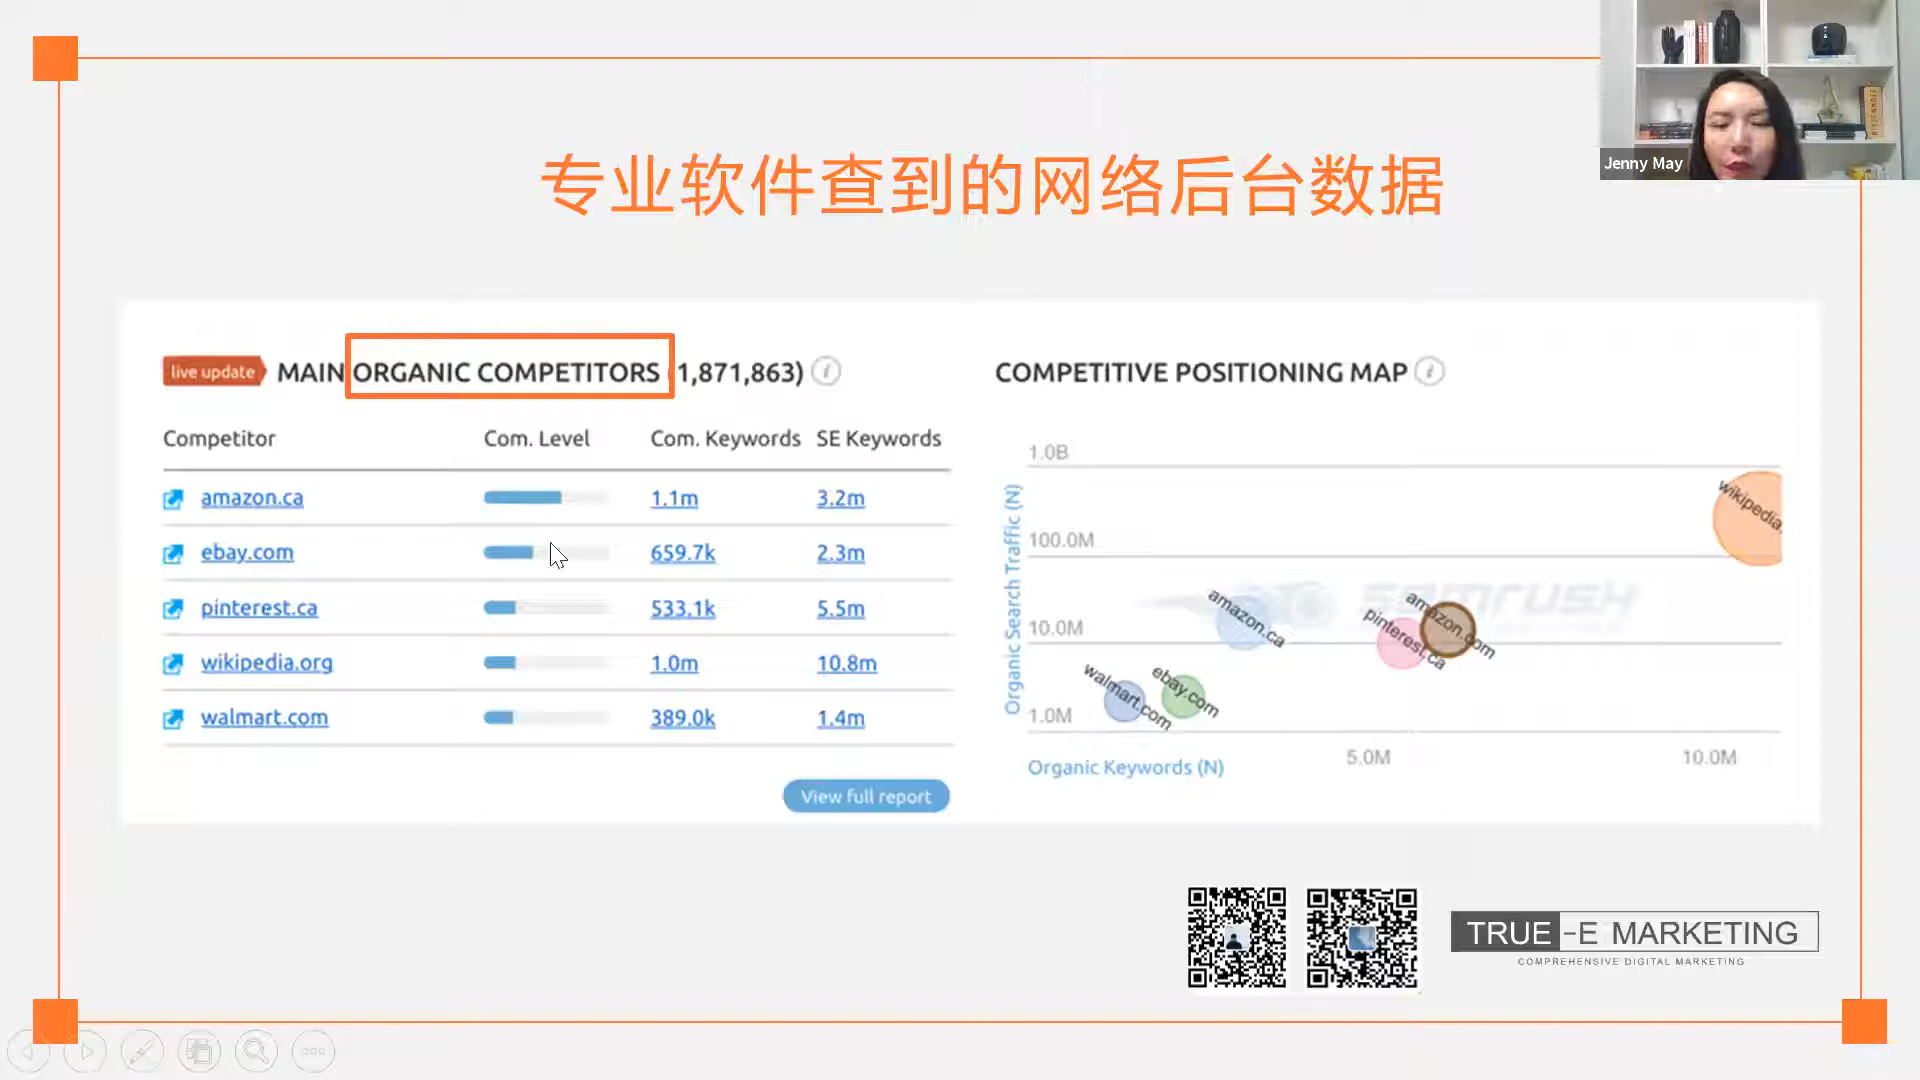 Jenny May
专业软件查到的网络后台数据
live update MAIN ORGANIC COMPETITORS (1,871,863)
Competitor Com. Level Com. Keywords SE Keywords
amazon.ca 1.1m 3.2m
ebay.com 659.7k 2.3m
pinterest.ca 533.1k 5.5m
wikipedia.org 1.0m 10.8m
walmart.com 389.0k 1.4m
View full report
COMPETITIVE POSITIONING MAP
Organic Search Traffic (N)
1.0B
100.0M
10.0M
1.0M
semrush
wikipedia.
amazon.ca
amazon.com
pinterest.ca
walmart.com
ebay.com
5.0M 10.0M
Organic Keywords (N)
TRUE-E MARKETING
COMPREHENSIVE DIGITAL MARKETING